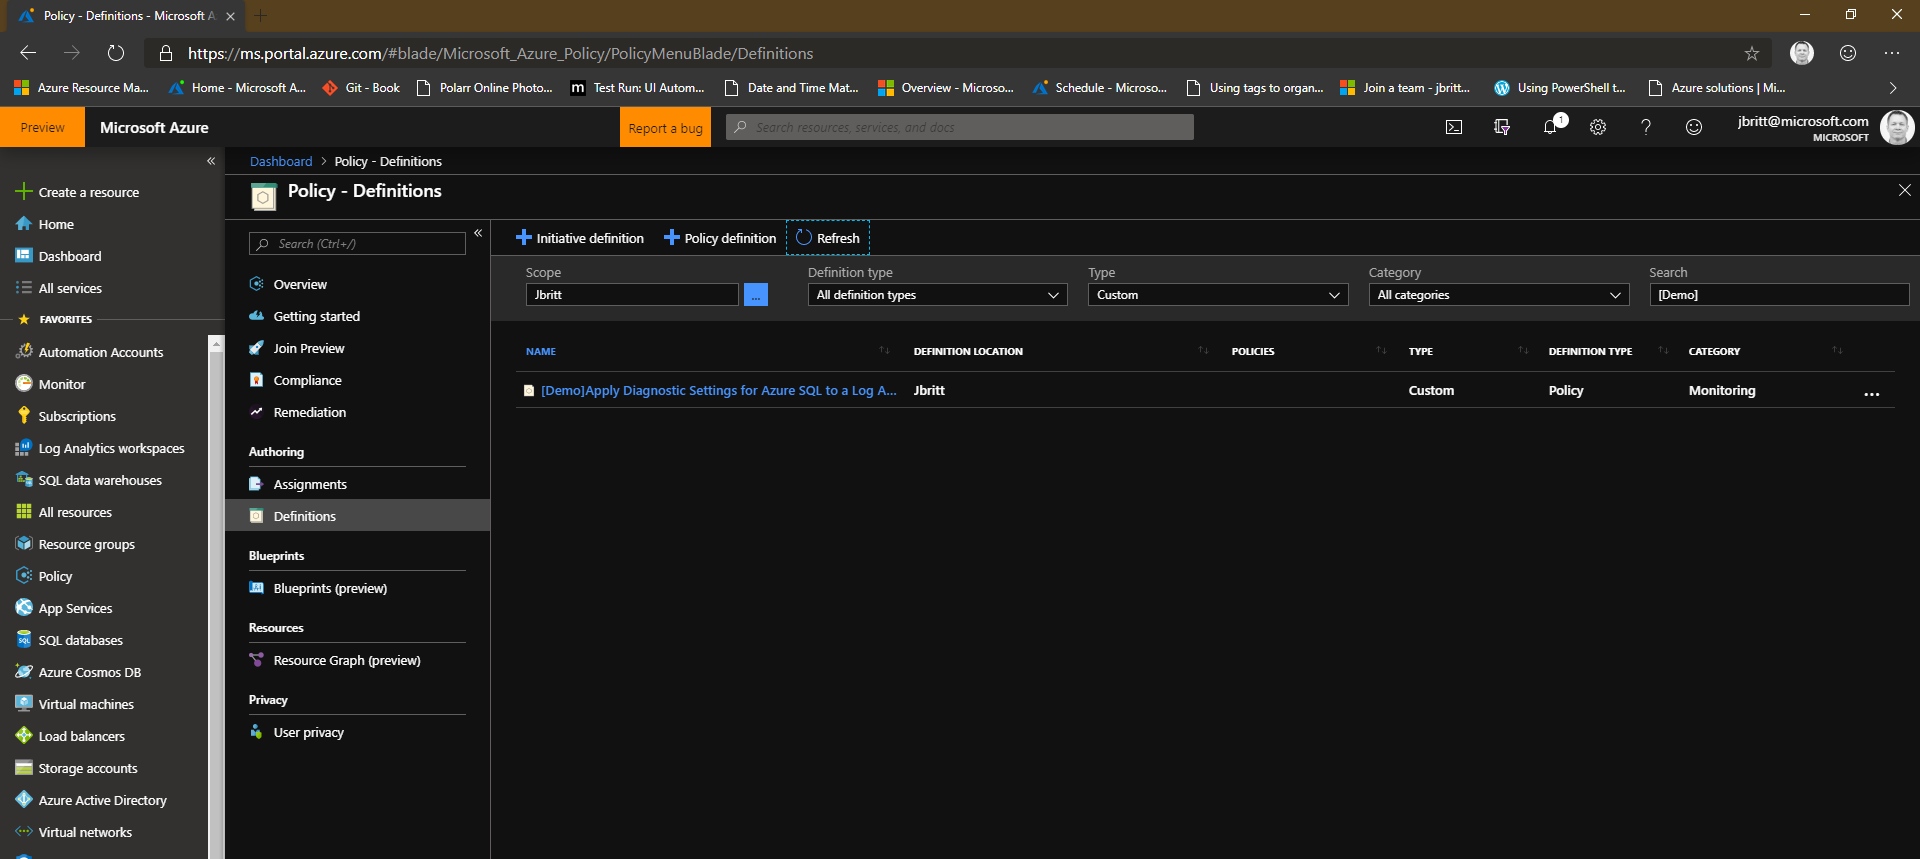 Policy - Definitions - Microsoft A
https://ms.portal.azure.com/#blade/Microsoft_Azure_Policy/PolicyMenuBlade/Definitions
Azure Resource Ma... Home - Microsoft A... Git - Book Polarr Online Photo... Test Run: UI Autom... Date and Time Mat... Overview - Microso... Schedule - Microso... Using tags to organ... Join a team - jbritt... Using PowerShell t... Azure solutions | Mi...
Preview Microsoft Azure Report a bug Search resources, services, and docs 1 jbritt@microsoft.com
MICROSOFT
Dashboard > Policy - Definitions
Policy - Definitions
Create a resource
Home
Dashboard
All services
FAVORITES
Automation Accounts
Monitor
Subscriptions
Log Analytics workspaces
SQL data warehouses
All resources
Resource groups
Policy
App Services
SQL databases
Azure Cosmos DB
Virtual machines
Load balancers
Storage accounts
Azure Active Directory
Virtual networks
Search (Ctrl+/)
Overview
Getting started
Join Preview
Compliance
Remediation
Authoring
Assignments
Definitions
Blueprints
Blueprints (preview)
Resources
Resource Graph (preview)
Privacy
User privacy
Initiative definition Policy definition Refresh
Scope Definition type Type Category Search
Jbritt ... All definition types Custom All categories [Demo]
NAME DEFINITION LOCATION POLICIES TYPE DEFINITION TYPE CATEGORY
[Demo]Apply Diagnostic Settings for Azure SQL to a Log A... Jbritt Custom Policy Monitoring ...